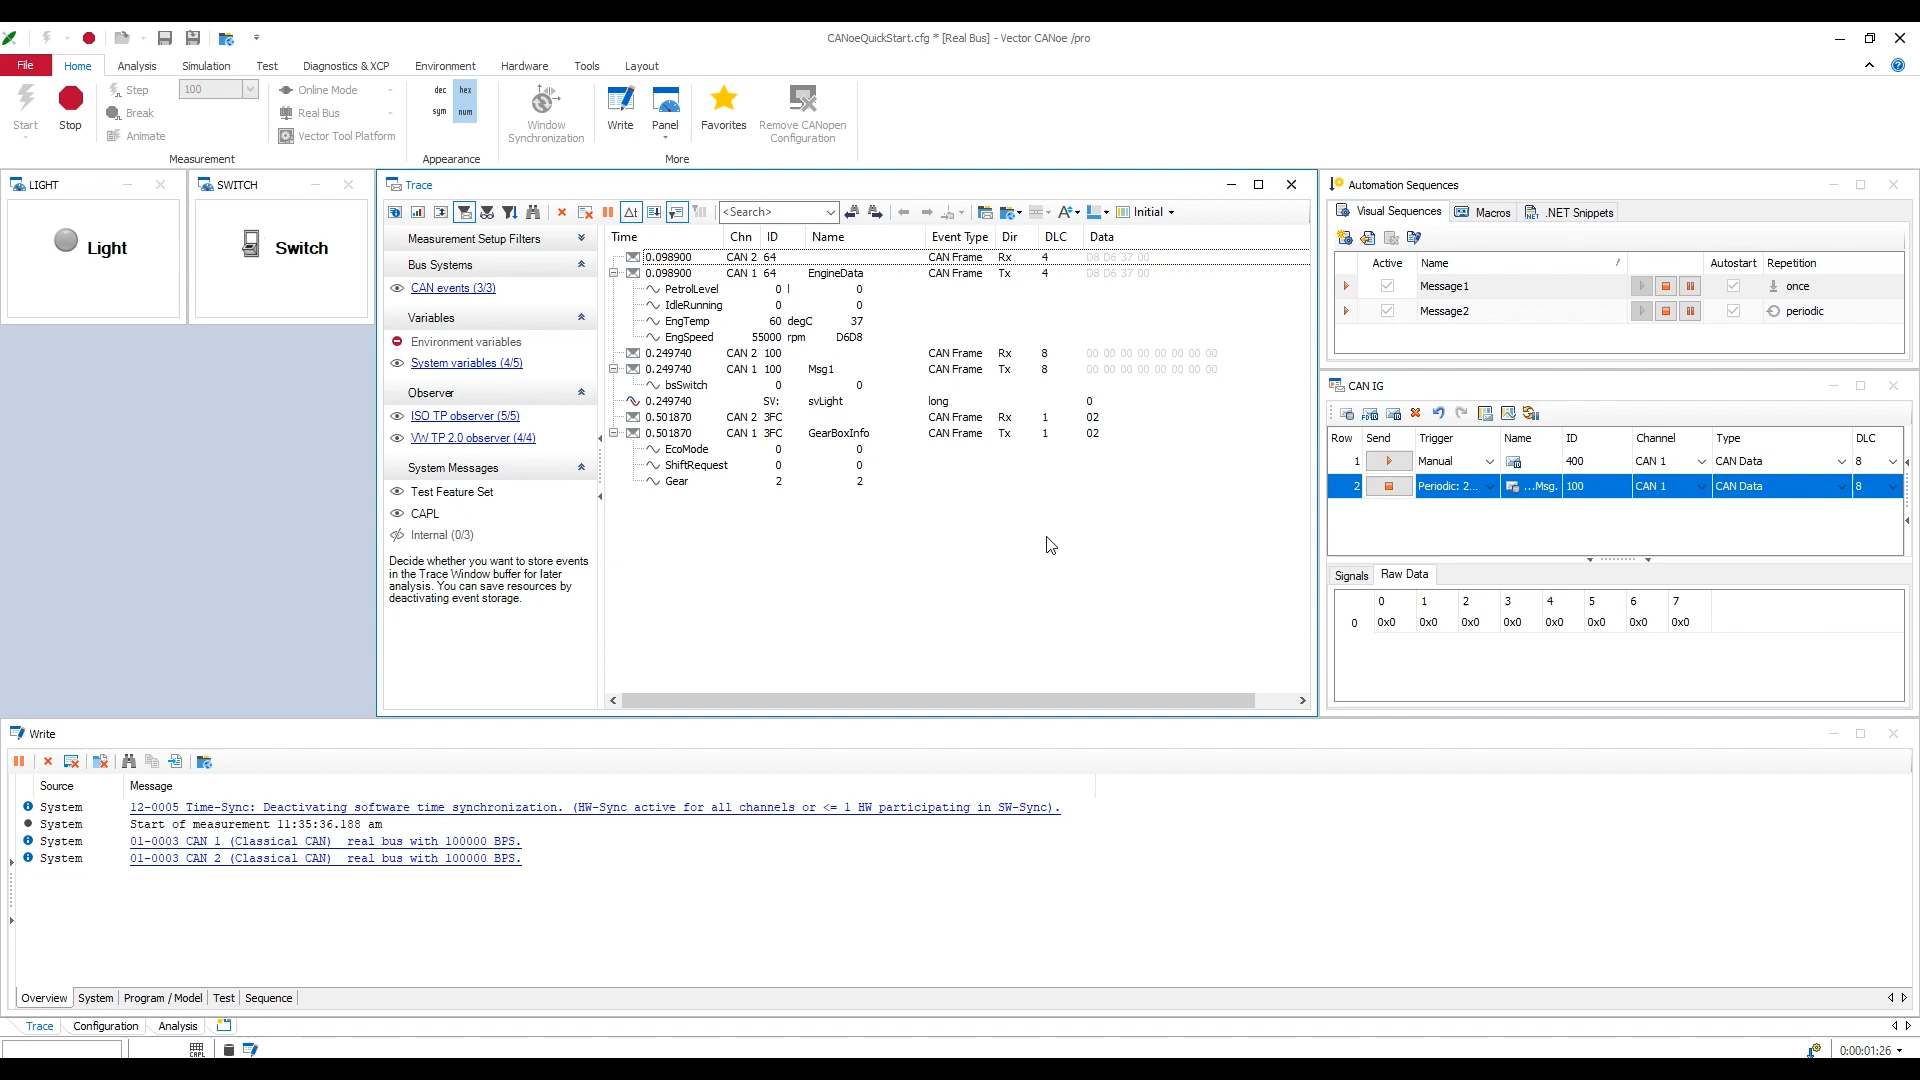 CANoeQuickStart.cfg * [Real Bus] - Vector CANoe /pro
File Home Analysis Simulation Test Diagnostics & XCP Environment Hardware Tools Layout
Start
Stop
Step 100
Break
Animate
Measurement
Online Mode
Real Bus
Vector Tool Platform
dec hex
sym num
Appearance
Window
Synchronization
Write
Panel
Favorites
Remove CANopen
Configuration
More
LIGHT
Light
SWITCH
Switch
Trace
<Search> Initial
Measurement Setup Filters
Bus Systems
CAN events (3/3)
Variables
Environment variables
System variables (4/5)
Observer
ISO TP observer (5/5)
VW TP 2.0 observer (4/4)
System Messages
Test Feature Set
CAPL
Internal (0/3)
Decide whether you want to store events
in the Trace Window buffer for later
analysis. You can save resources by
deactivating event storage.
Time Chn ID Name Event Type Dir DLC Data
0.098900 CAN 2 64 CAN Frame Rx 4 D8 D6 37 00
0.098900 CAN 1 64 EngineData CAN Frame Tx 4 D8 D6 37 00
PetrolLevel 0 l 0
IdleRunning 0 0
EngTemp 60 degC 37
EngSpeed 55000 rpm D6D8
0.249740 CAN 2 100 CAN Frame Rx 8 00 00 00 00 00 00 00 00
0.249740 CAN 1 100 Msg1 CAN Frame Tx 8 00 00 00 00 00 00 00 00
bsSwitch 0 0
0.249740 SV: svLight long 0
0.501870 CAN 2 3FC CAN Frame Rx 1 02
0.501870 CAN 1 3FC GearBoxInfo CAN Frame Tx 1 02
EcoMode 0 0
ShiftRequest 0 0
Gear 2 2
Automation Sequences
Visual Sequences Macros .NET Snippets
Active Name Autostart Repetition
Message1 once
Message2 periodic
CAN IG
Row Send Trigger Name ID Channel Type DLC
1 Manual 400 CAN 1 CAN Data 8
2 Periodic: 2... ...Msg. 100 CAN 1 CAN Data 8
Signals Raw Data
0 1 2 3 4 5 6 7
0 0x0 0x0 0x0 0x0 0x0 0x0 0x0 0x0
Write
Source Message
System 12-0005 Time-Sync: Deactivating software time synchronization. (HW-Sync active for all channels or <= 1 HW participating in SW-Sync).
System Start of measurement 11:35:36.188 am
System 01-0003 CAN 1 (Classical CAN) real bus with 100000 BPS.
System 01-0003 CAN 2 (Classical CAN) real bus with 100000 BPS.
Overview System Program / Model Test Sequence
Trace Configuration Analysis
CAPL
0:00:01:26